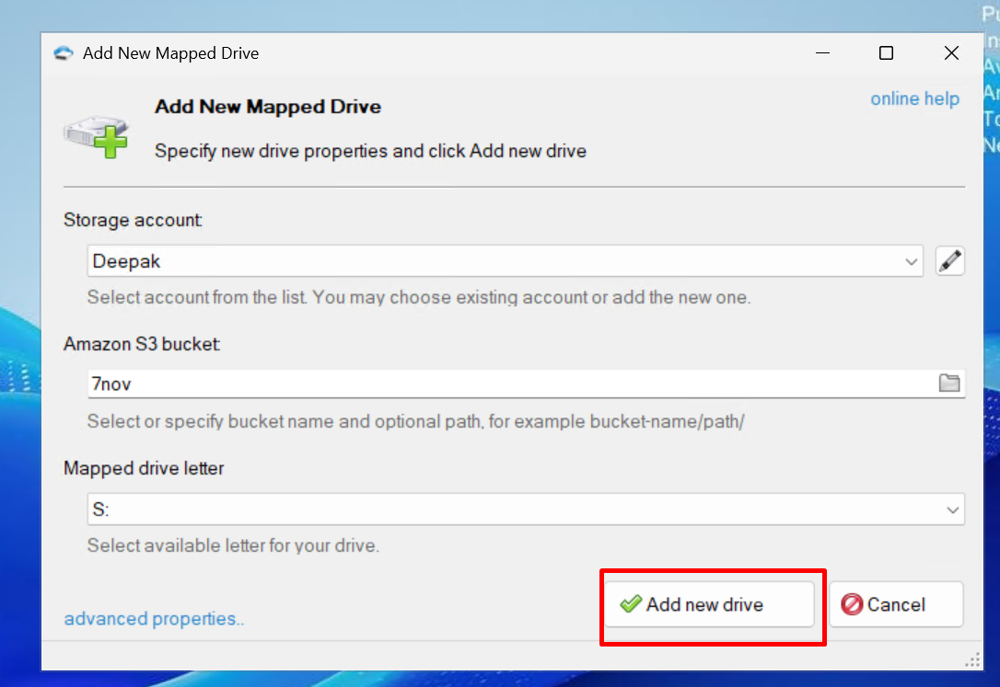 Add New Mapped Drive
online help
Add New Mapped Drive
Specify new drive properties and click Add new drive
Storage account:
Deepak
Select account from the list. You may choose existing account or add the new one.
Amazon S3 bucket:
7nov
Select or specify bucket name and optional path, for example bucket-name/path/
Mapped drive letter
S:
Select available letter for your drive.
advanced properties..
Add new drive
Cancel